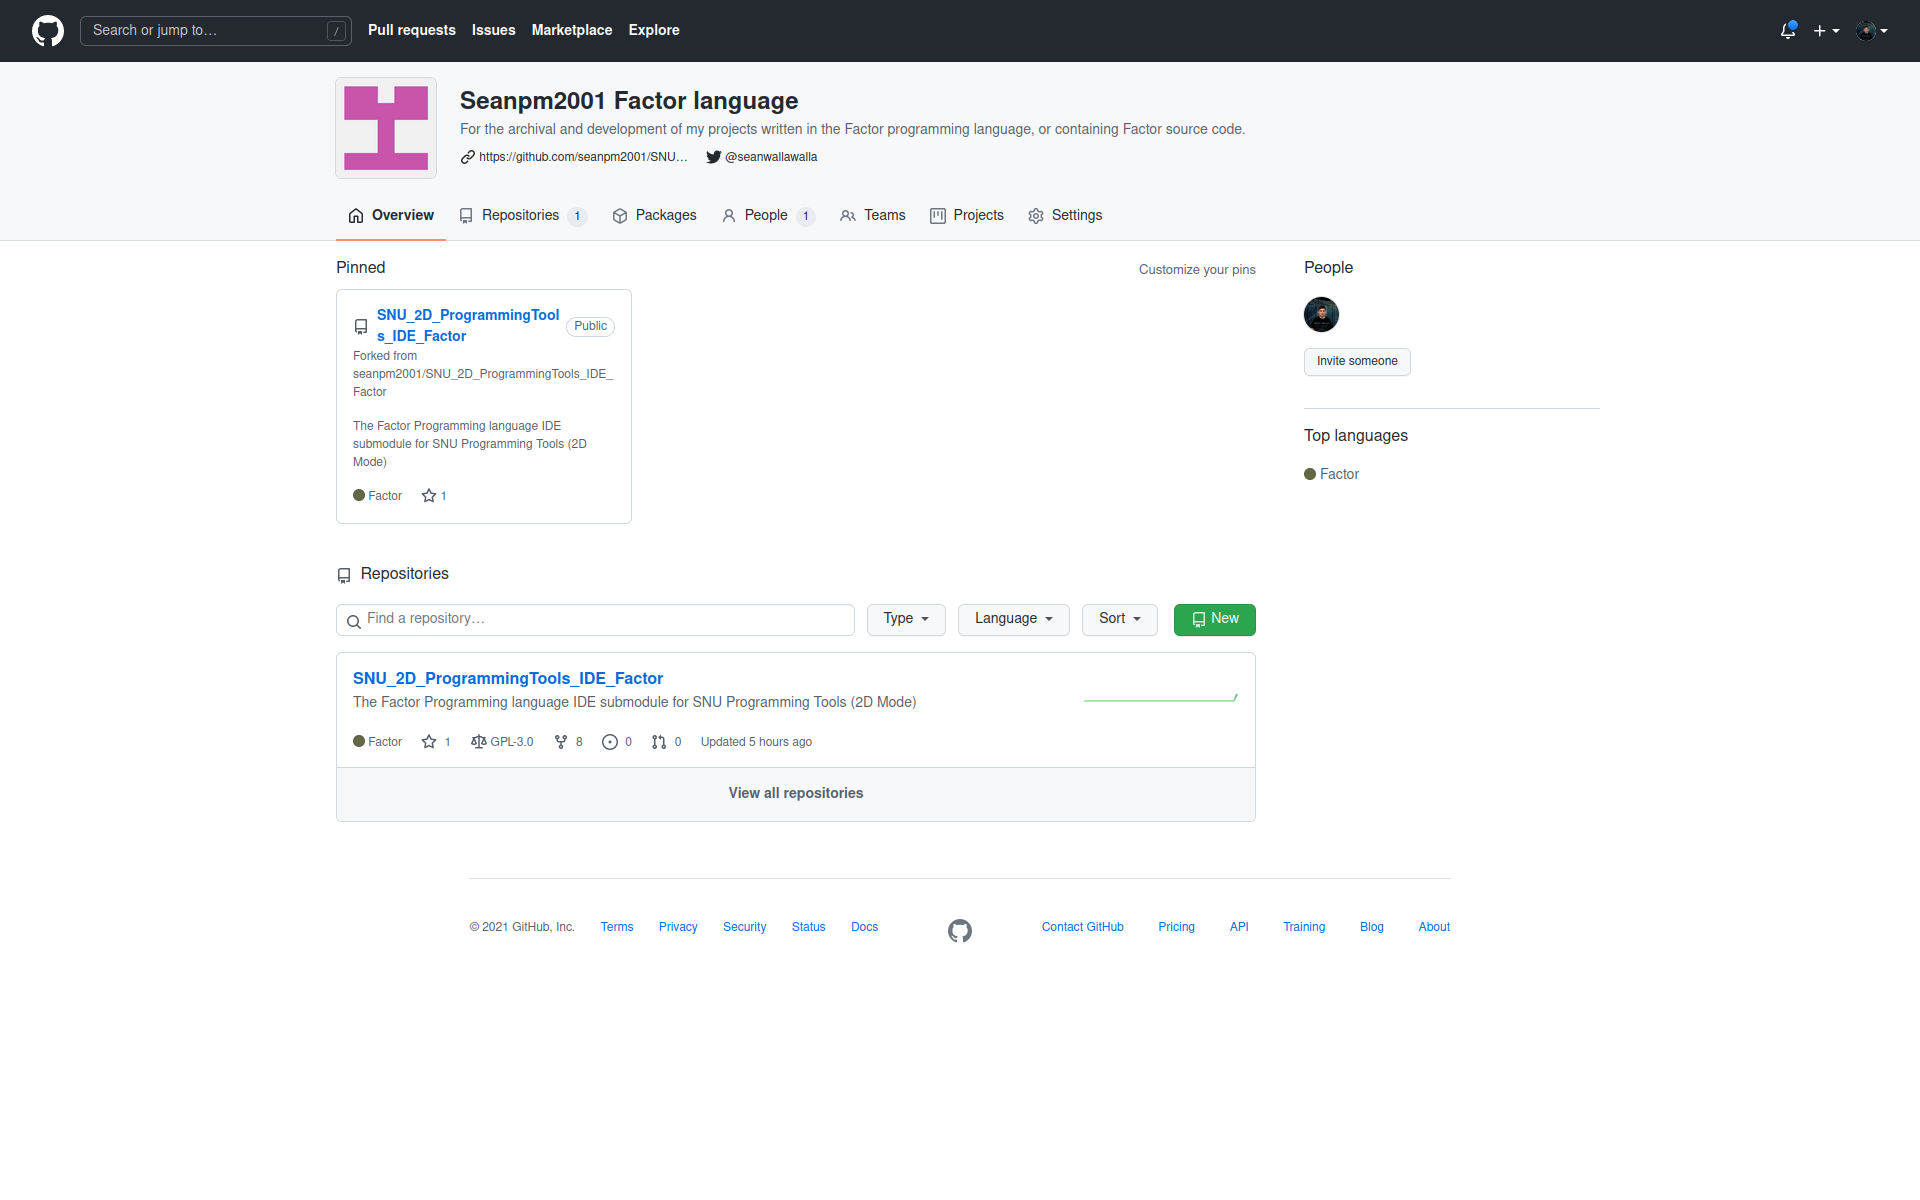 Search or jump to… /
Pull requests Issues Marketplace Explore
Seanpm2001 Factor language
For the archival and development of my projects written in the Factor programming language, or containing Factor source code.
https://github.com/seanpm2001/SNU… @seanwallawalla
Overview Repositories 1 Packages People 1 Teams Projects Settings
Pinned
Customize your pins
SNU_2D_ProgrammingTool
s_IDE_Factor
Public
Forked from
seanpm2001/SNU_2D_ProgrammingTools_IDE_
Factor
The Factor Programming language IDE
submodule for SNU Programming Tools (2D
Mode)
Factor 1
People
Invite someone
Top languages
Factor
Repositories
Find a repository… Type Language Sort New
SNU_2D_ProgrammingTools_IDE_Factor
The Factor Programming language IDE submodule for SNU Programming Tools (2D Mode)
Factor 1 GPL-3.0 8 0 0 Updated 5 hours ago
View all repositories
© 2021 GitHub, Inc. Terms Privacy Security Status Docs Contact GitHub Pricing API Training Blog About